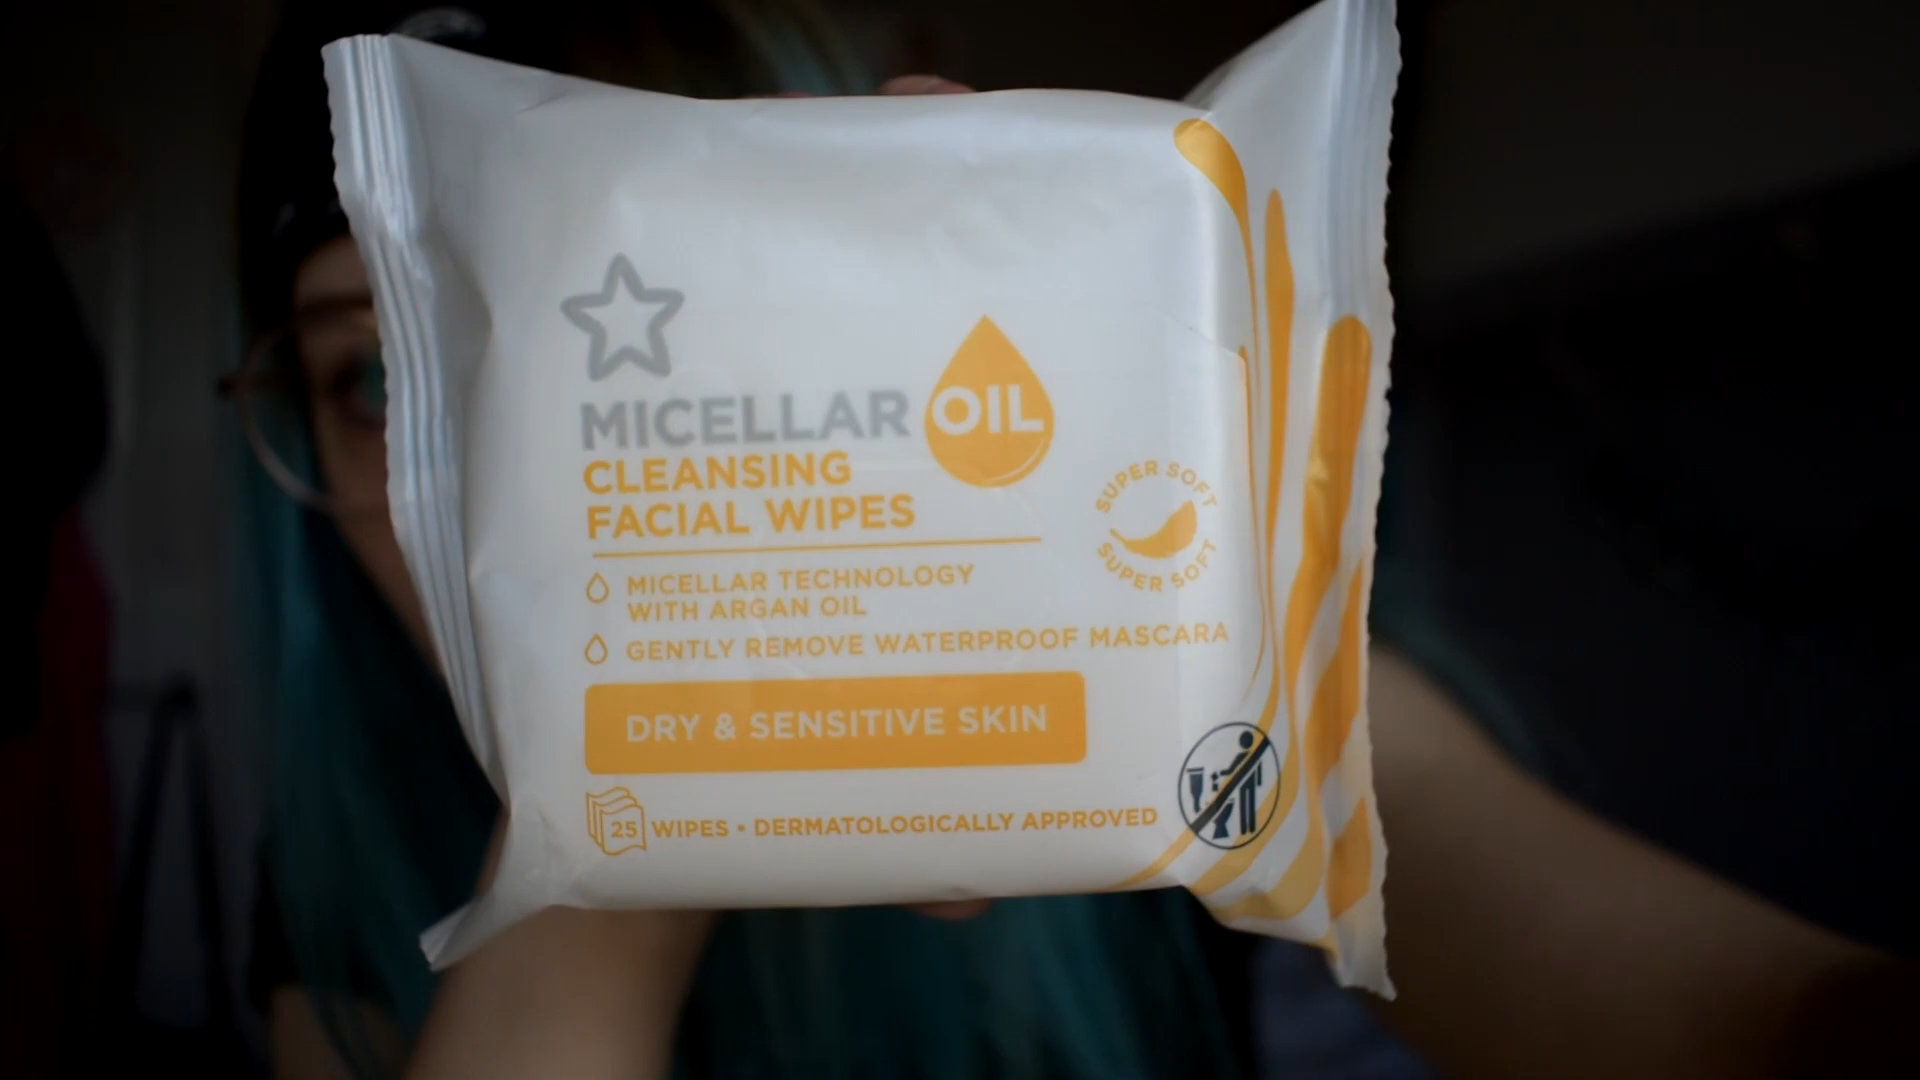 MICELLAR OIL
CLEANSING
FACIAL WIPES
SUPER SOFT
SUPER SOFT
MICELLAR TECHNOLOGY
WITH ARGAN OIL
GENTLY REMOVE WATERPROOF MASCARA
DRY & SENSITIVE SKIN
25 WIPES • DERMATOLOGICALLY APPROVED